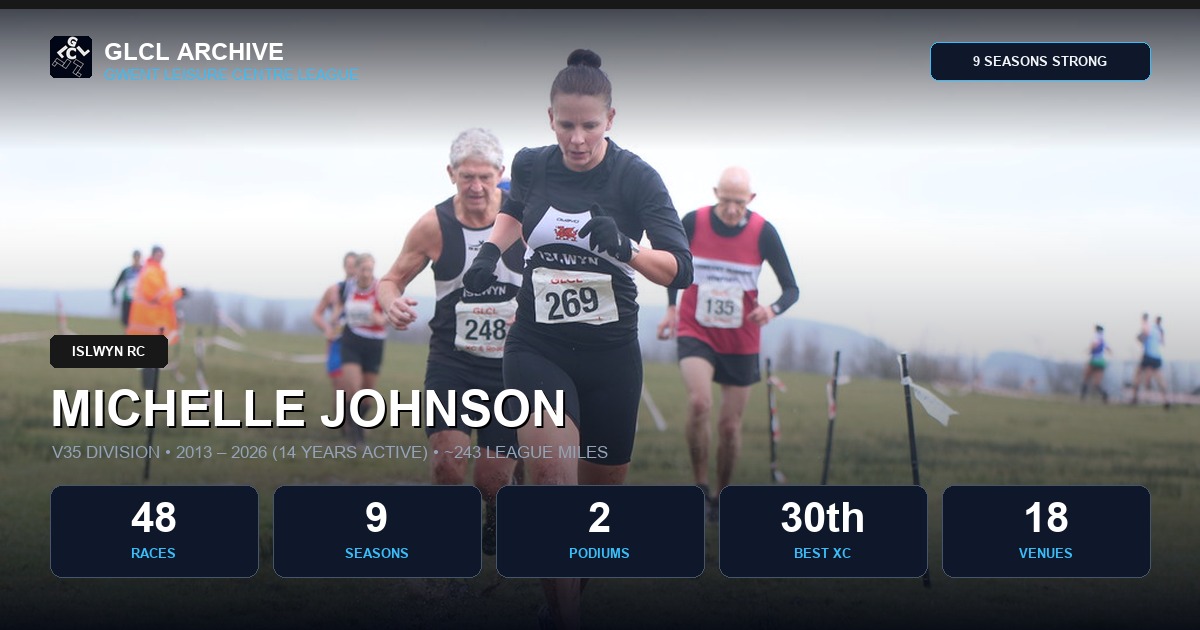 GLCL ARCHIVE
GWENT LEISURE CENTRE LEAGUE
9 SEASONS STRONG
ISLWYN
GLCL
269
ISLWYN
GLCL
248
135
ISLWYN RC
MICHELLE JOHNSON
V35 DIVISION • 2013 – 2026 (14 YEARS ACTIVE) • ~243 LEAGUE MILES
48
RACES
9
SEASONS
2
PODIUMS
30th
BEST XC
18
VENUES